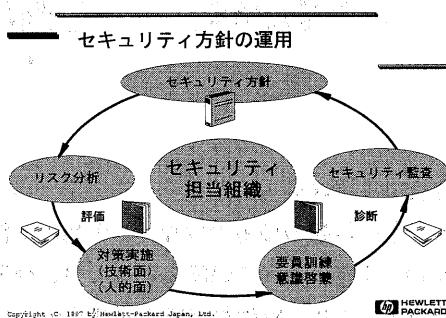 セキュリティ方針の運用
セキュリティ方針
セキュリティ
担当組織
リスク分析
セキュリティ監査
評価
診断
対策実施
(技術面)
(人的面)
要員訓練
意識啓蒙
Copyright (C) 1997 by Hewlett-Packard Japan, Ltd.
hp HEWLETT
PACKARD